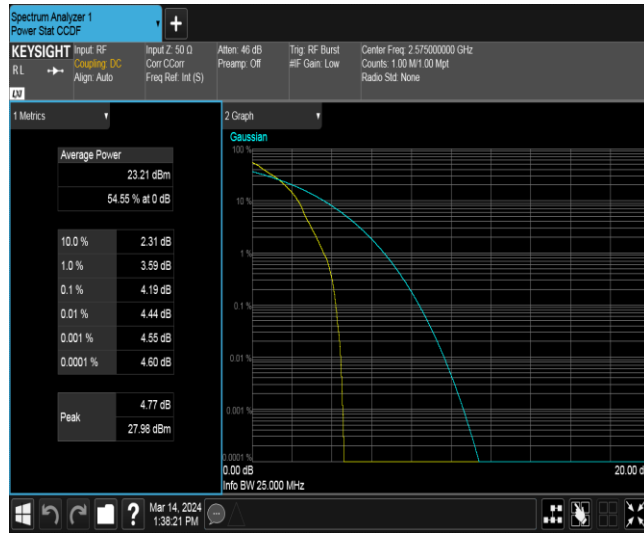 Spectrum Analyzer 1
Power Stat CCDF
+
KEYSIGHT
RL
LXI
Input: RF
Coupling: DC
Align: Auto
Input Z: 50 Ω
Corr CCorr
Freq Ref: Int (S)
Atten: 46 dB
Preamp: Off
Trig: RF Burst
#IF Gain: Low
Center Freq: 2.575000000 GHz
Counts: 1.00 M/1.00 Mpt
Radio Std: None
1 Metrics
Average Power
23.21 dBm
54.55 % at 0 dB
10.0 % 2.31 dB
1.0 % 3.59 dB
0.1 % 4.19 dB
0.01 % 4.44 dB
0.001 % 4.55 dB
0.0001 % 4.60 dB
Peak
4.77 dB
27.98 dBm
2 Graph
Gaussian
100 %
10 %
1 %
0.1 %
0.01 %
0.001 %
0.0001 %
0.00 dB
20.00 d
Info BW 25.000 MHz
?
Mar 14, 2024
1:38:21 PM